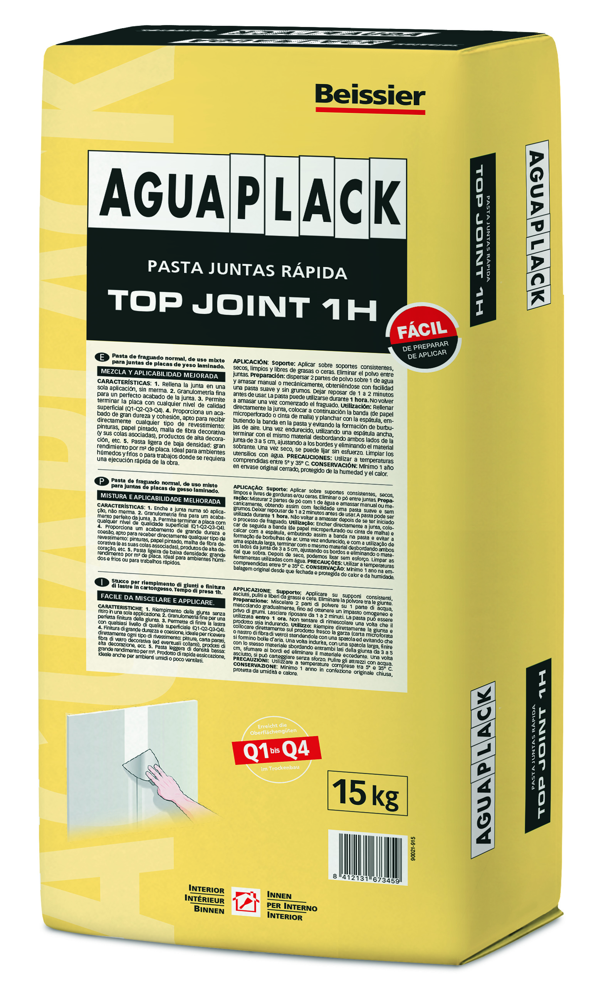 Beissier
AGUAPLACK
PASTA JUNTAS RÁPIDA
TOP JOINT 1H
FÁCIL
DE PREPARAR
DE APLICAR
E
Pasta de fraguado normal, de uso mixto
para juntas de placas de yeso laminado.
MEZCLA Y APLICABILIDAD MEJORADA
CARACTERÍSTICAS: 1. Rellena la junta en una
sola aplicación, sin merma. 2. Granulometría fina
para un perfecto acabado de la junta. 3. Permite
terminar la placa con cualquier nivel de calidad
superficial (Q1-Q2-Q3-Q4). 4. Proporciona un aca-
bado de gran dureza y cohesión, apto para recibir
directamente cualquier tipo de revestimiento:
pinturas, papel pintado, malla de fibra decorativa
(y sus colas asociadas), productos de alta decora-
ción, etc. 5. Pasta ligera de baja densidad: gran
rendimiento por m² de placa. Ideal para ambientes
húmedos y fríos o para trabajos donde se requiera
una ejecución rápida de la obra.
APLICACIÓN: Soporte: Aplicar sobre soportes consistentes,
secos, limpios y libres de grasas o ceras. Eliminar el polvo entre
juntas. Preparación: dispersar 2 partes de polvo sobre 1 de agua
y amasar manual o mecánicamente, obteniéndose con facilidad
una pasta suave y sin grumos. Dejar reposar de 1 a 2 minutos
antes de usar. La pasta puede utilizarse durante 1 hora. No volver
a amasar una vez comenzado el fraguado. Utilización: Rellenar
directamente la junta, colocar a continuación la banda (de papel
microperforado o cinta de malla) y planchar con la espátula, em-
butiendo la banda en la pasta y evitando la formación de burbu-
jas de aire. Una vez endurecido, utilizando una espátula ancha,
terminar con el mismo material desbordando ambos lados de la
junta de 3 a 5 cm, ajustando a los bordes y eliminando el material
sobrante. Una vez seco, se puede lijar sin esfuerzo. Limpiar los
utensilios con agua. PRECAUCIONES: Utilizar a temperaturas
comprendidas entre 5º y 35º C. CONSERVACIÓN: Mínimo 1 año
en envase original cerrado, protegido de la humedad y el calor.
P
Pasta de fraguado normal, de uso misto
para juntas de placas de gesso laminado.
MISTURA E APLICABILIDADE MELHORADA
CARACTERÍSTICAS: 1. Enche a junta numa só aplica-
ção, não merma. 2. Granulometria fina para um acaba-
mento perfeito da junta. 3. Permite terminar a placa com
qualquer nível de qualidade superficial (Q1-Q2-Q3-Q4).
4. Proporciona um acabamento de grande dureza e
coesão, apto para receber directamente qualquer tipo de
revestimento: pinturas, papel pintado, malha de fibra de-
corativa (e as suas colas associadas), produtos de alta de-
coração, etc. 5. Pasta ligeira de baixa densidade: grande
rendimento por m² de placa. Ideal para ambientes húmi-
dos e frios ou para trabalhos rápidos.
APLICAÇÃO: Suporte: Aplicar sobre suportes consistentes, secos,
limpos e livres de gorduras e/ou ceras. Eliminar o pó entre juntas. Prepa-
ração: Misturar 2 partes de pó com 1 de água e amassar manual ou me-
canicamente, obtendo assim com facilidade uma pasta suave e sem
grumos. Deixar repousar de 1 a 2 minutos antes de usar. A pasta pode ser
utilizada durante 1 hora. Não voltar a amassar depois de se ter iniciado
o processo de fraguado. Utilização: Encher directamente a junta, colo-
car de seguida a banda (de papel microperfurado ou cinta de malha) e
calcar com a espátula, embutindo assim a banda na pasta e evitar a
formação de borbulhas de ar. Uma vez endurecido, e com a utilização de
uma espátula larga, terminar com o mesmo material desbordando ambos
os lados da junta de 3 a 5 cm, ajustando os bordos e eliminando o mate-
rial que sobra. Depois de seco, podemos lixar sem esforço. Limpar as
ferramentas utilizadas com água. PRECAUÇÕES: Utilizar a temperaturas
compreendidas entre 5º e 35º C. CONSERVAÇÃO: Mínimo 1 ano na em-
balagem original desde que fechada e protegida do calor e da humidade.
I
Stucco per riempimento di giunti e finitura
di lastre in cartongesso. Tempo di presa 1h.
FACILE DA MISCELARE E APPLICARE.
CARATTERISTICHE: 1. Riempimento della giunta senza
ritiro in una sola applicazione. 2. Granulometria fine per una
perfetta finitura della giunta. 3. Permette di finire la lastra
con qualsiasi livello di qualità superficiale (Q1-Q2-Q3-Q4).
4. Finitura di grande durezza e coesione, ideale per ricevere
direttamente ogni tipo di rivestimento: pitture, carta parati,
fibra di vetro decorativa (ed eventuali collanti), prodotti di
alta decorazione, ecc. 5. Pasta leggera di densità bassa:
grande rendimento per m². Prodotto di rapida essiccazione,
ideale anche per ambienti umidi o poco ventilati.
APPLICAZIONE: Supporto: Applicare su supporti consistenti,
asciutti, puliti e liberi da grassi e cere. Eliminare la polvore tra le giunte.
Preparazione: Miscelare 2 parti di polvere su 1 parte di acqua,
mescolando gradualmente, fino ad ottenere un impasto omogeneo e
privo di grumi. Lasciare riposare da 1 a 2 minuti. La pasta può essere
utilizzata entro 1 ora. Non tentare di rimescolare una volta che il
prodotto stia indurendo. Utilizzo: Riempire direttamente la giunta e
collocare direttamente sul prodotto fresco la garza (carta microforata
o nastro di fibra di vetro) stendendola con una spatola ed evitando che
si formino bolle d'aria. Una volta indurita, con una spatola larga, finire
con lo stesso materiale sbordando entrambi lati della giunta da 3 a 5
cm, sfumare ai bordi ed eliminare il materiale eccedente. Una volta
asciutto, si può carteggiare senza sforzo. Pulire gli attrezzi con acqua.
PRECAUZIONI: Utilizzare a temperature comprese tra 5º e 35º C.
CONSERVAZIONE: Minimo 1 anno in confezione originale chiusa,
protetta da umidità e calore.
Erreicht die
Oberflächengüten
Q1 bis Q4
im Trockenbau
15 kg
8 412131 673459
90021-915
INTERIOR
INTÉRIEUR
BINNEN
INNEN
PER INTERNO
INTERIOR
AGUAPLACK
PASTA JUNTAS RÁPIDA
TOP JOINT 1H
AGUAPLACK
PASTA JUNTAS RÁPIDA
TOP JOINT 1H
AGUAPLACK